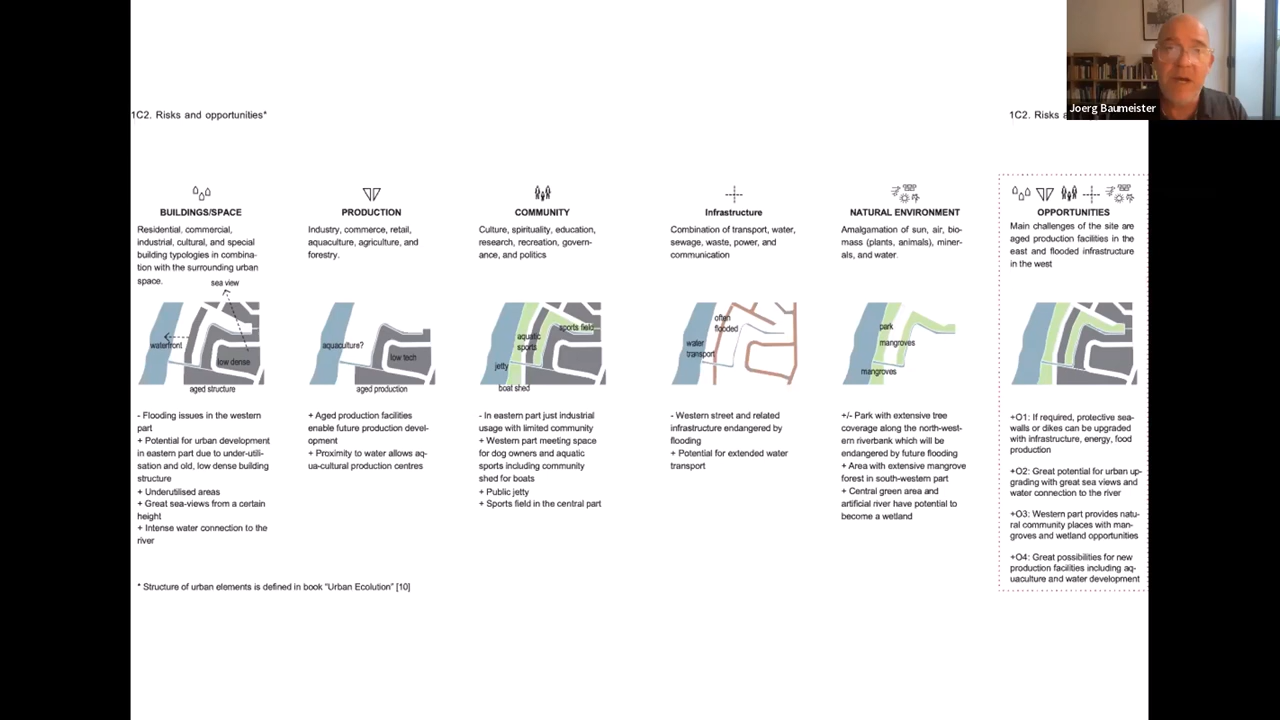 Joerg Baumeister
1C2. Risks and opportunities*
1C2. Risks a
BUILDINGS/SPACE
Residential, commercial,
industrial, cultural, and special
building typologies in combina-
tion with the surrounding urban
space.
sea view
waterfront
low dense
aged structure
- Flooding issues in the western
part
+ Potential for urban development
in eastern part due to under-utili-
sation and old, low dense building
structure
+ Underutilised areas
+ Great sea-views from a certain
height
+ Intense water connection to the
river
PRODUCTION
Industry, commerce, retail,
aquaculture, agriculture, and
forestry.
aquaculture?
low tech
aged production
+ Aged production facilities
enable future production devel-
opment
+ Proximity to water allows aq-
ua-cultural production centres
COMMUNITY
Culture, spirituality, education,
research, recreation, govern-
ance, and politics
sports field
aquatic
sports
jetty
boat shed
- In eastern part just industrial
usage with limited community
+ Western part meeting space
for dog owners and aquatic
sports including community
shed for boats
+ Public jetty
+ Sports field in the central part
Infrastructure
Combination of transport, water,
sewage, waste, power, and
communication
often
flooded
water
transport
- Western street and related
infrastructure endangered by
flooding
+ Potential for extended water
transport
NATURAL ENVIRONMENT
Amalgamation of sun, air, bio-
mass (plants, animals), miner-
als, and water.
park
mangroves
mangroves
+/- Park with extensive tree
coverage along the north-west-
ern riverbank which will be
endangered by future flooding
+ Area with extensive mangrove
forest in south-western part
+ Central green area and
artificial river have potential to
become a wetland
OPPORTUNITIES
Main challenges of the site are
aged production facilities in the
east and flooded infrastructure
in the west
+O1: If required, protective sea-
walls or dikes can be upgraded
with infrastructure, energy, food
production
+O2: Great potential for urban up-
grading with great sea views and
water connection to the river
+O3: Western part provides natu-
ral community places with man-
groves and wetland opportunities
+O4: Great possibilities for new
production facilities including aq-
uaculture and water development
* Structure of urban elements is defined in book "Urban Ecolution" [10]